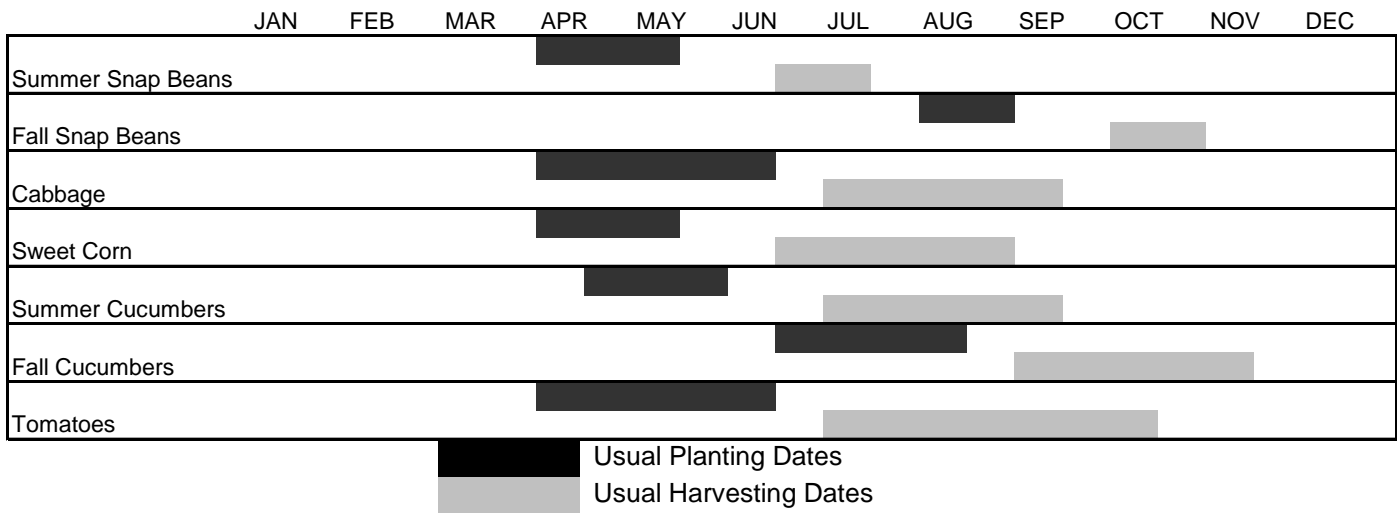 JAN FEB MAR APR MAY JUN JUL AUG SEP OCT NOV DEC
Summer Snap Beans
Fall Snap Beans
Cabbage
Sweet Corn
Summer Cucumbers
Fall Cucumbers
Tomatoes
Usual Planting Dates
Usual Harvesting Dates